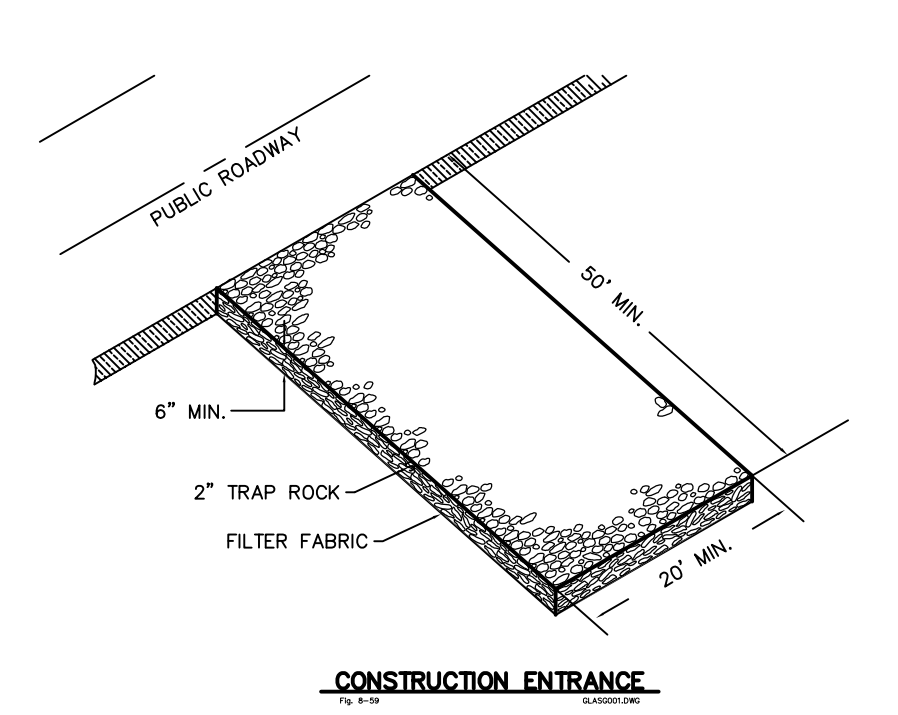 PUBLIC ROADWAY
50' MIN.
6" MIN.
2" TRAP ROCK
FILTER FABRIC
20' MIN.
CONSTRUCTION ENTRANCE
Fig. 8-59 GLASG001.DWG